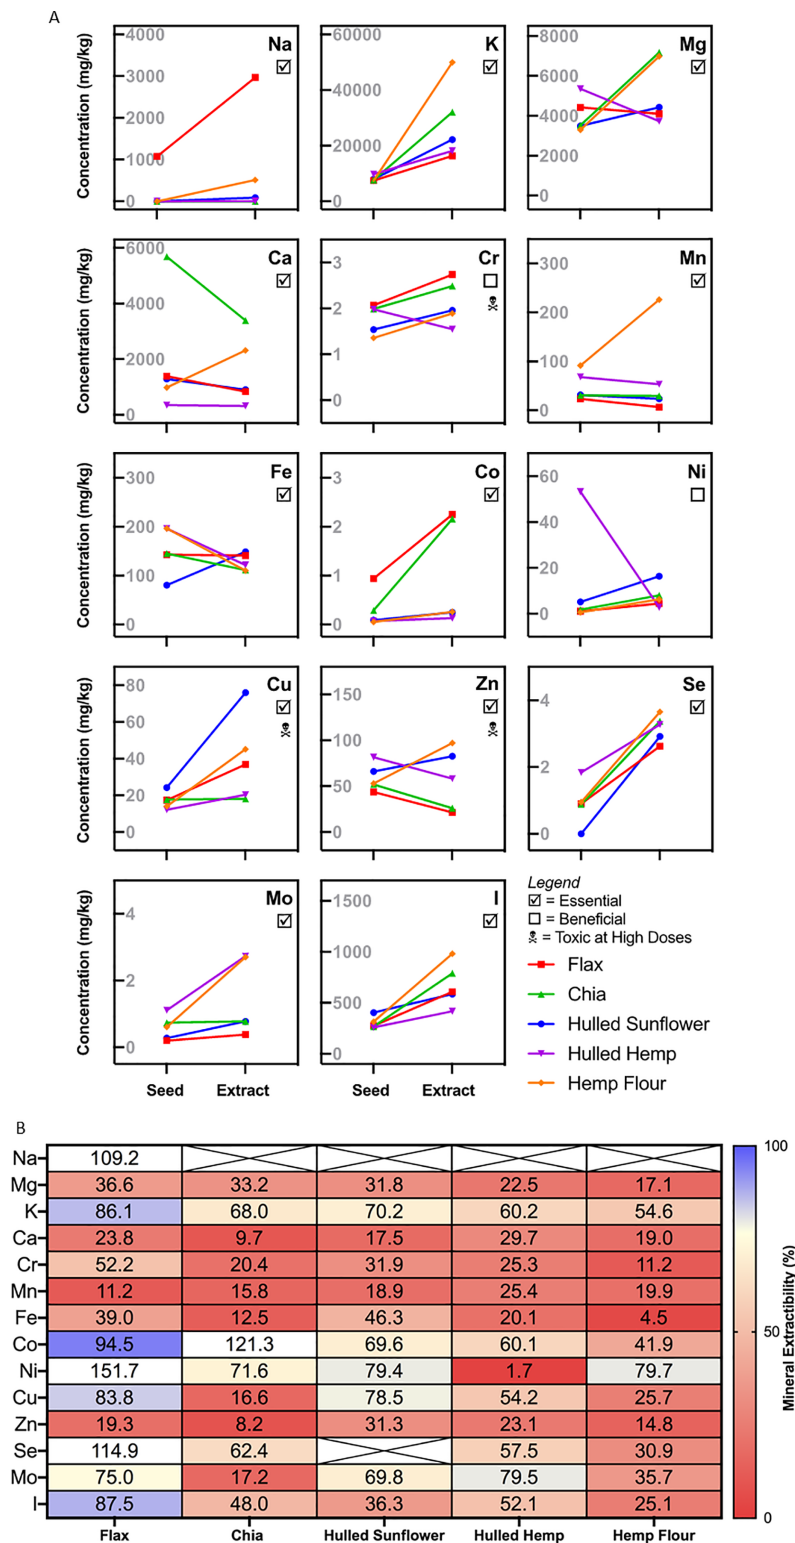 A
Concentration (mg/kg)
4000
3000
2000
1000
0
Na
☑
60000
40000
20000
0
K
☑
8000
6000
4000
2000
0
Mg
☑
Concentration (mg/kg)
6000
4000
2000
0
Ca
☑
3
2
1
0
Cr
☐
☠
300
200
100
0
Mn
☑
Concentration (mg/kg)
300
200
100
0
Fe
☑
3
2
1
0
Co
☑
60
40
20
0
Ni
☐
Concentration (mg/kg)
80
60
40
20
0
Cu
☑
☠
150
100
50
0
Zn
☑
☠
4
2
0
Se
☑
Concentration (mg/kg)
4
2
0
Mo
☑
1500
1000
500
0
I
☑
Seed Extract
Seed Extract
Legend
☑ = Essential
☐ = Beneficial
☠ = Toxic at High Doses
Flax
Chia
Hulled Sunflower
Hulled Hemp
Hemp Flour
B
Na 109.2
Mg 36.6 33.2 31.8 22.5 17.1
K 86.1 68.0 70.2 60.2 54.6
Ca 23.8 9.7 17.5 29.7 19.0
Cr 52.2 20.4 31.9 25.3 11.2
Mn 11.2 15.8 18.9 25.4 19.9
Fe 39.0 12.5 46.3 20.1 4.5
Co 94.5 121.3 69.6 60.1 41.9
Ni 151.7 71.6 79.4 1.7 79.7
Cu 83.8 16.6 78.5 54.2 25.7
Zn 19.3 8.2 31.3 23.1 14.8
Se 114.9 62.4 57.5 30.9
Mo 75.0 17.2 69.8 79.5 35.7
I 87.5 48.0 36.3 52.1 25.1
Flax Chia Hulled Sunflower Hulled Hemp Hemp Flour
100
50
0
Mineral Extractibility (%)